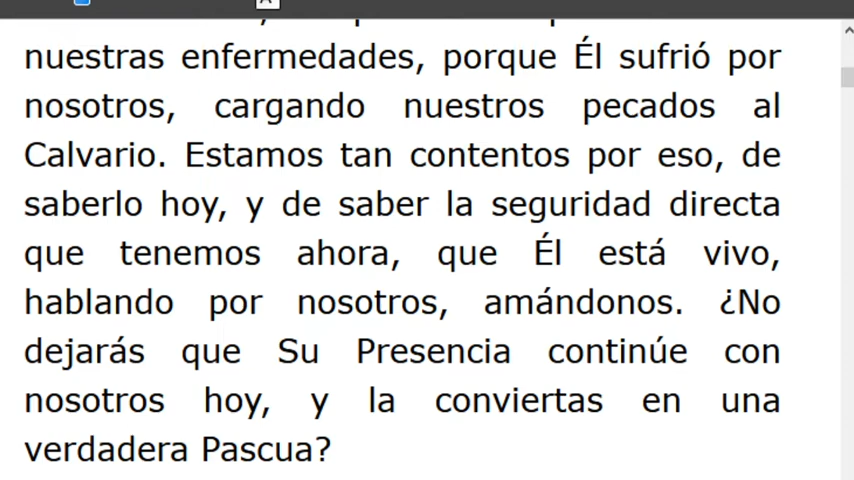 nuestras enfermedades, porque Él sufrió por
nosotros, cargando nuestros pecados al
Calvario. Estamos tan contentos por eso, de
saberlo hoy, y de saber la seguridad directa
que tenemos ahora, que Él está vivo,
hablando por nosotros, amándonos. ¿No
dejarás que Su Presencia continúe con
nosotros hoy, y la conviertas en una
verdadera Pascua?